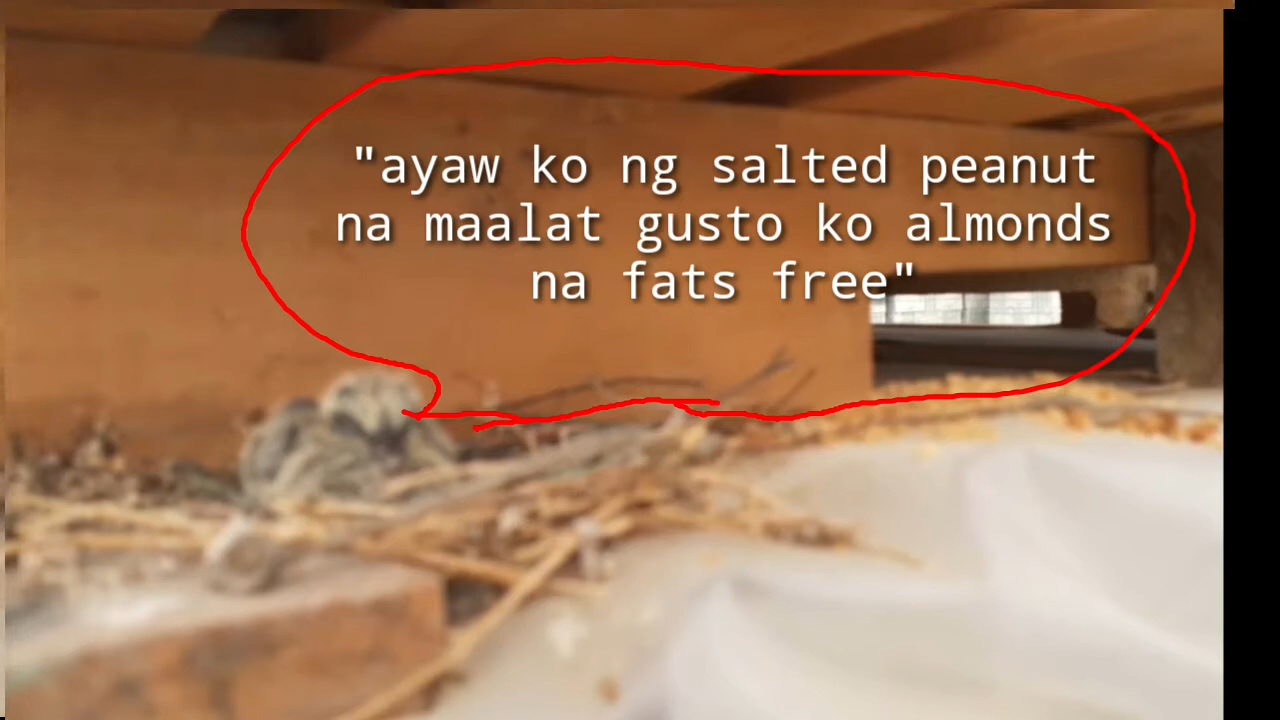 "ayaw ko ng salted peanut
na maalat gusto ko almonds
na fats free"